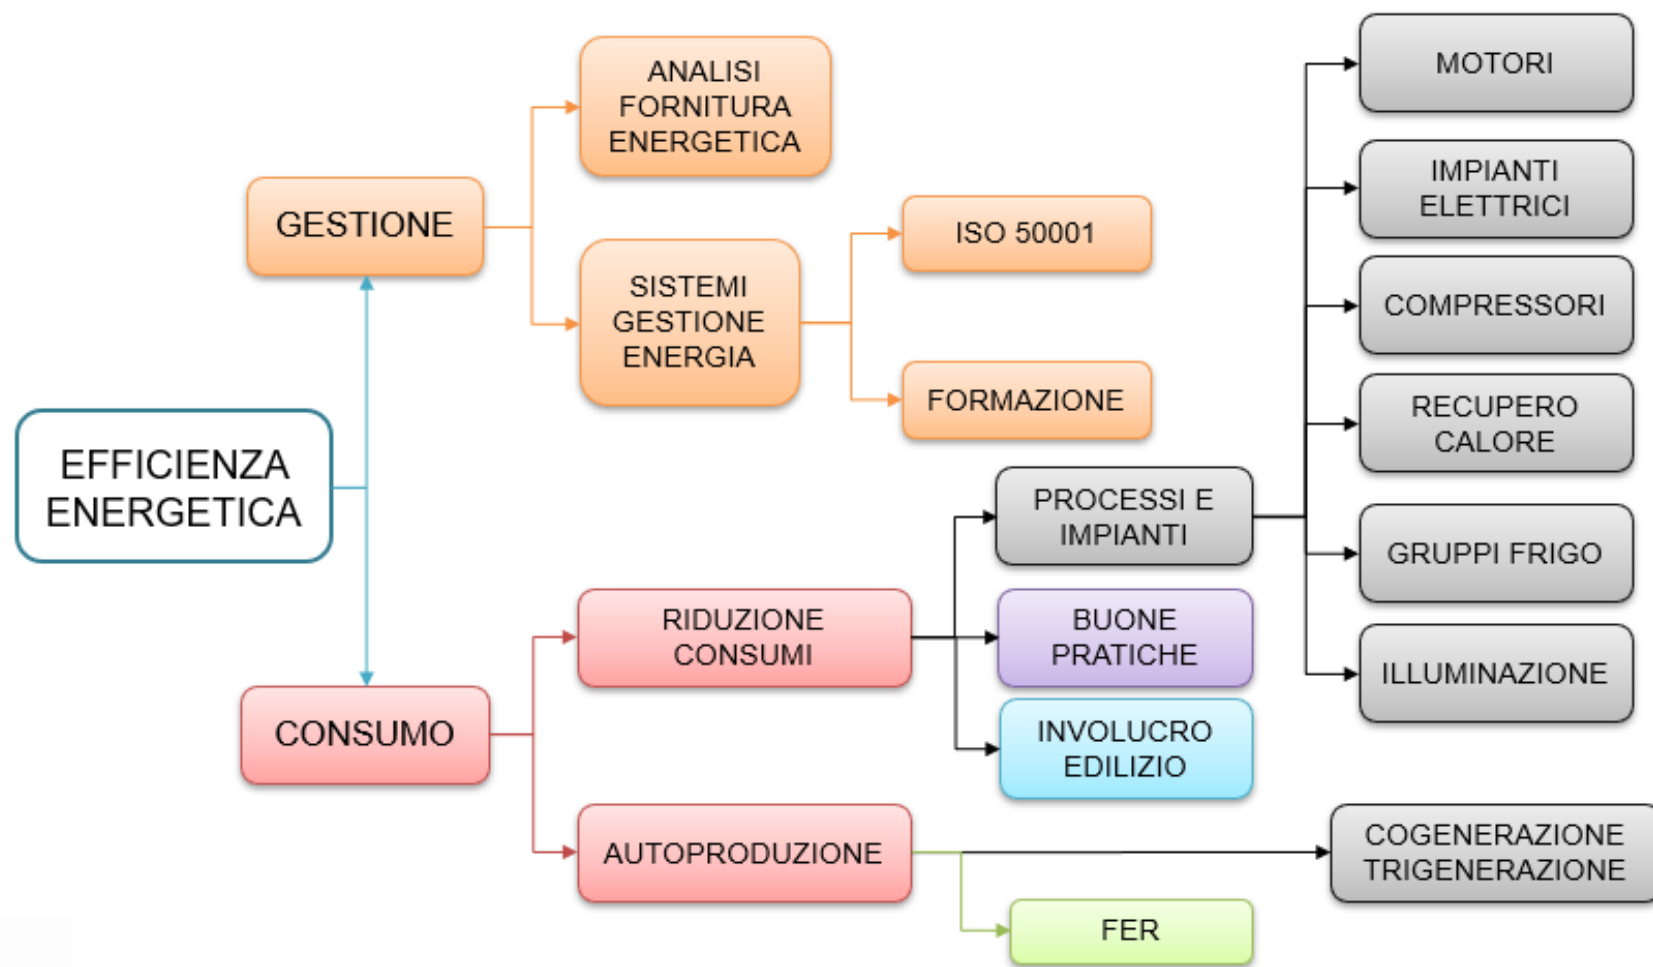 ANALISI
FORNITURA
ENERGETICA
MOTORI
IMPIANTI
ELETTRICI
GESTIONE
ISO 50001
SISTEMI
GESTIONE
ENERGIA
COMPRESSORI
FORMAZIONE
RECUPERO
CALORE
EFFICIENZA
ENERGETICA
PROCESSI E
IMPIANTI
GRUPPI FRIGO
RIDUZIONE
CONSUMI
BUONE
PRATICHE
ILLUMINAZIONE
CONSUMO
INVOLUCRO
EDILIZIO
AUTOPRODUZIONE
COGENERAZIONE
TRIGENERAZIONE
FER